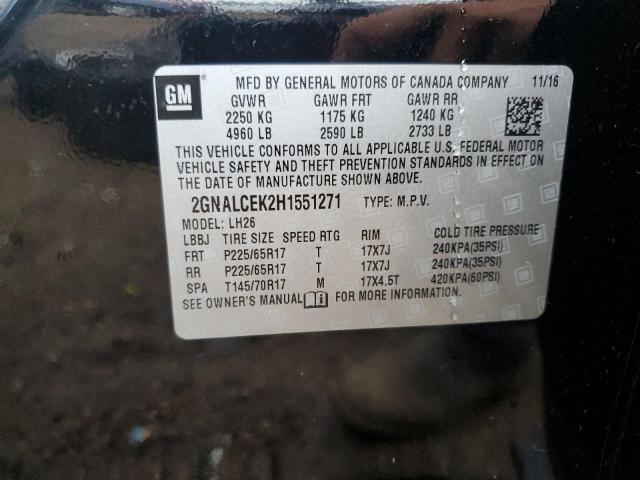 GM ® MFD BY GENERAL MOTORS OF CANADA COMPANY 11/16
GVWR GAWR FRT GAWR RR
2250 KG 1175 KG 1240 KG
4960 LB 2590 LB 2733 LB
THIS VEHICLE CONFORMS TO ALL APPLICABLE U.S. FEDERAL MOTOR
VEHICLE SAFETY AND THEFT PREVENTION STANDARDS IN EFFECT ON
THE DATE OF MANUFACTURE SHOWN ABOVE.
2GNALCEK2H1551271 TYPE: M.P.V.
MODEL: LH26
LBBJ TIRE SIZE SPEED RTG RIM COLD TIRE PRESSURE
FRT P225/65R17 T 17X7J 240KPA(35PSI)
RR P225/65R17 T 17X7J 240KPA(35PSI)
SPA T145/70R17 M 17X4.5T 420KPA(60PSI)
SEE OWNER'S MANUAL FOR MORE INFORMATION.